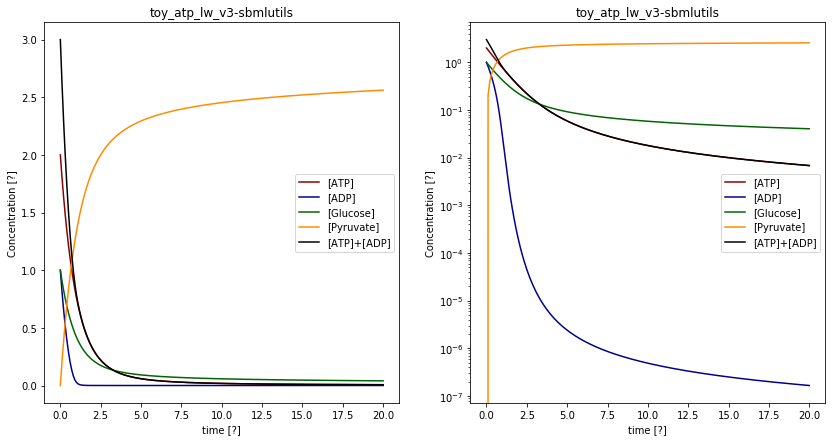 toy_atp_lw_v3-sbmlutils
Concentration [?]
3.0
2.5
2.0
1.5
1.0
0.5
0.0
[ATP]
[ADP]
[Glucose]
[Pyruvate]
[ATP]+[ADP]
0.0 2.5 5.0 7.5 10.0 12.5 15.0 17.5 20.0
time [?]
toy_atp_lw_v3-sbmlutils
Concentration [?]
10⁰
10⁻¹
10⁻²
10⁻³
10⁻⁴
10⁻⁵
10⁻⁶
10⁻⁷
[ATP]
[ADP]
[Glucose]
[Pyruvate]
[ATP]+[ADP]
0.0 2.5 5.0 7.5 10.0 12.5 15.0 17.5 20.0
time [?]